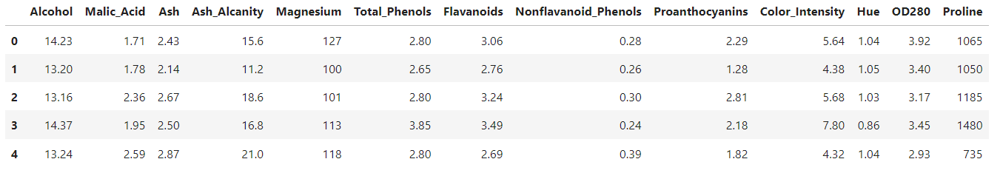 Alcohol Malic_Acid Ash Ash_Alcanity Magnesium Total_Phenols Flavanoids Nonflavanoid_Phenols Proanthocyanins Color_Intensity Hue OD280 Proline
0 14.23 1.71 2.43 15.6 127 2.80 3.06 0.28 2.29 5.64 1.04 3.92 1065
1 13.20 1.78 2.14 11.2 100 2.65 2.76 0.26 1.28 4.38 1.05 3.40 1050
2 13.16 2.36 2.67 18.6 101 2.80 3.24 0.30 2.81 5.68 1.03 3.17 1185
3 14.37 1.95 2.50 16.8 113 3.85 3.49 0.24 2.18 7.80 0.86 3.45 1480
4 13.24 2.59 2.87 21.0 118 2.80 2.69 0.39 1.82 4.32 1.04 2.93 735